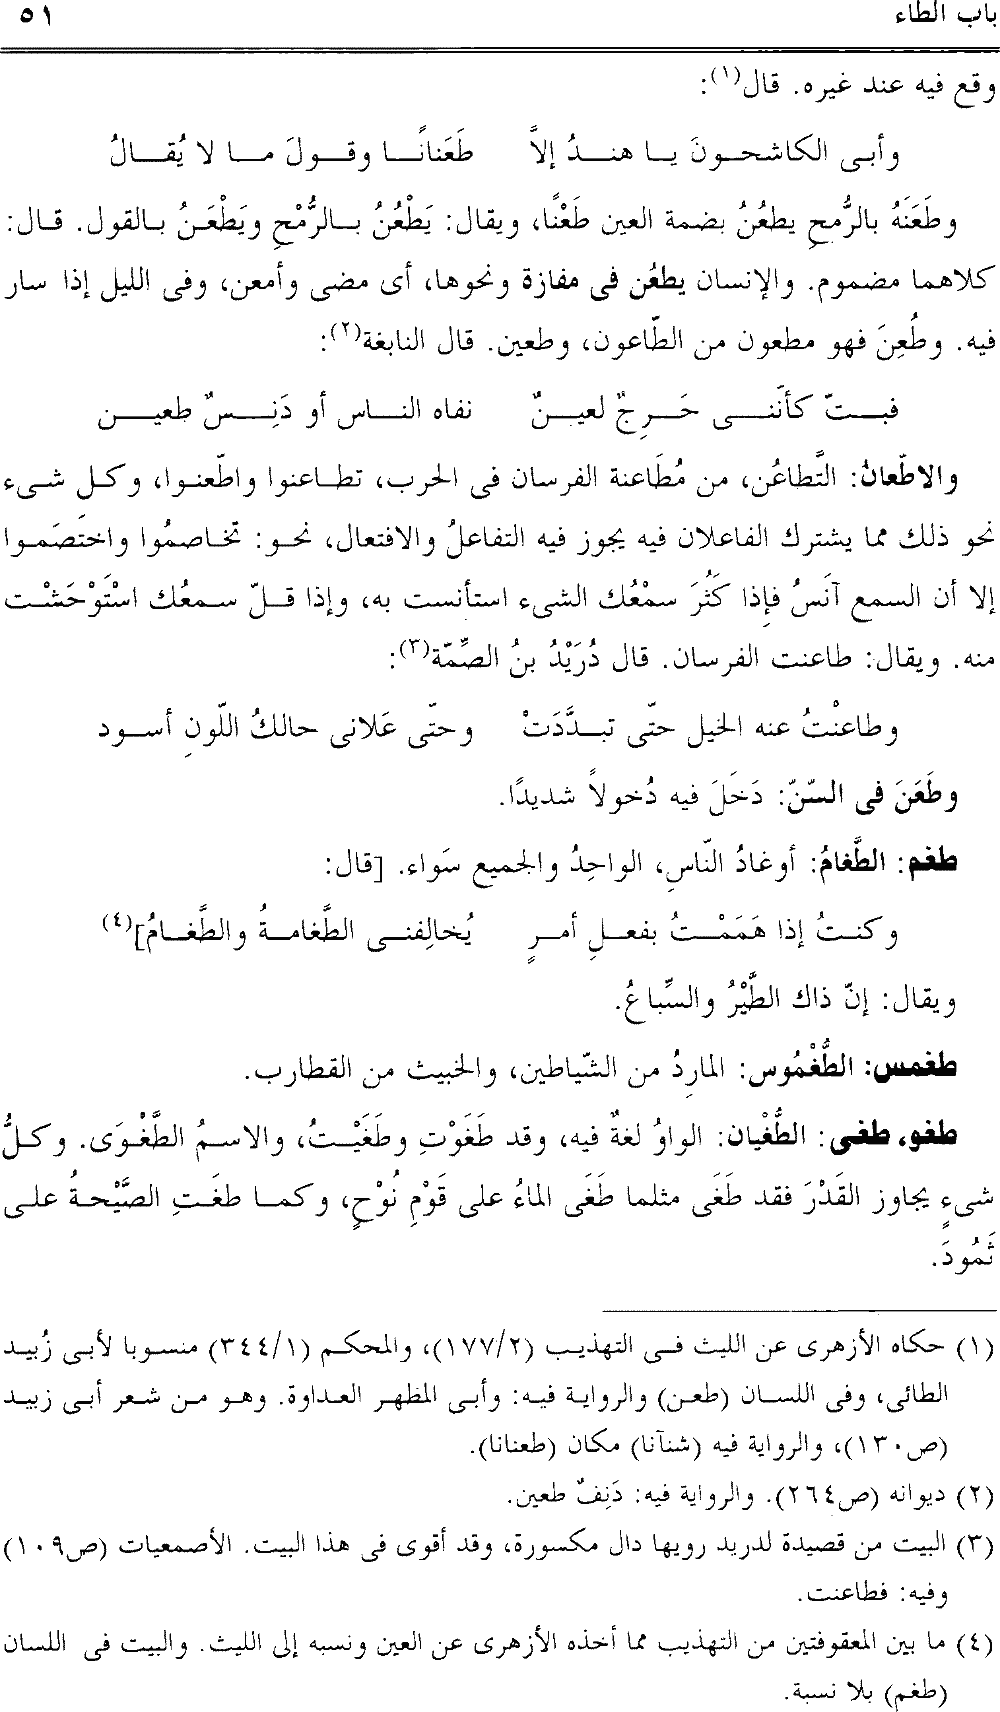 باب الطاء ٥١
وقع فيه عند غيره. قال(١):
وأبى الكاشحونَ يا هندُ إلاَّ طَعَنانًا وقولَ ما لا يُقالُ
وطَعَنَهُ بالرُّمحِ يطعُنُ بضمة العين طَعْنًا، ويقال: يَطْعُنُ بالرُّمْحِ ويَطْعَنُ بالقول. قال:
كلاهما مضموم. والإنسان يطعُن فى مفازة ونحوها، أى مضى وأمعن، وفى الليل إذا سار
فيه. وطُعِنَ فهو مطعون من الطّاعون، وطعين. قال النابغة(٢):
فبتّ كأنَّنى حَرِجٌ لعينٌ نفاه الناس أو دَنِسٌ طعين
والاطّعانُ: التَّطاعُن، من مُطَاعنة الفرسان فى الحرب، تطاعنوا واطّعنوا، وكل شىء
نحو ذلك مما يشترك الفاعلان فيه يجوز فيه التفاعلُ والافتعال، نحو: تخاصمُوا واختصَموا
إلا أن السمع آنَسُ فإذا كَثُرَ سمْعُك الشىء استأنست به، وإذا قلّ سمعُك اسْتَوْحَشْت
منه. ويقال: طاعنت الفرسان. قال دُرَيْدُ بنُ الصِّمّة(٣):
وطاعنْتُ عنه الخيل حتّى تبدَّدَتْ وحتّى عَلانى حالكُ اللّونِ أسود
وطَعَنَ فى السّنّ: دَخَلَ فيه دُخولاً شديدًا.
طغم: الطَّغامُ: أوغادُ النّاسِ، الواحِدُ والجميع سَواء. [قال:
وكنتُ إذا هَمَمْتُ بفعلِ أمرٍ يُخالِفنى الطَّغامةُ والطَّغامُ](٤)
ويقال: إنّ ذاك الطَّيْرُ والسِّباعُ.
طغمس: الطُّغْمُوس: المارِدُ من الشّياطين، والخبيث من القطارب.
طغو، طغى: الطُّغْيان: الواوُ لغةٌ فيه، وقد طَغَوْتِ وطَغَيْتُ، والاسمُ الطَّغْوَى. وكلُّ
شىءٍ يجاوز القَدْرَ فقد طَغَى مثلما طَغَى الماءُ على قَوْمِ نُوْحٍ، وكما طغَتِ الصَّيْحةُ على
ثَمُودَ.
(١) حكاه الأزهرى عن الليث فى التهذيب (١٧٧/٢)، والمحكم (٣٤٤/١) منسوبا لأبى زُبيد
الطائى، وفى اللسان (طعن) والرواية فيه: وأبى المظهر العداوة. وهو من شعر أبى زبيد
(ص١٣٠)، والرواية فيه (شنآنا) مكان (طعنانا).
(٢) ديوانه (ص٢٦٤). والرواية فيه: دَنِفٌ طعين.
(٣) البيت من قصيدة لدريد رويها دال مكسورة، وقد أقوى فى هذا البيت. الأصمعيات (ص١٠٩)
وفيه: فطاعنت.
(٤) ما بين المعقوفتين من التهذيب مما أخذه الأزهرى عن العين ونسبه إلى الليث. والبيت فى اللسان
(طغم) بلا نسبة.